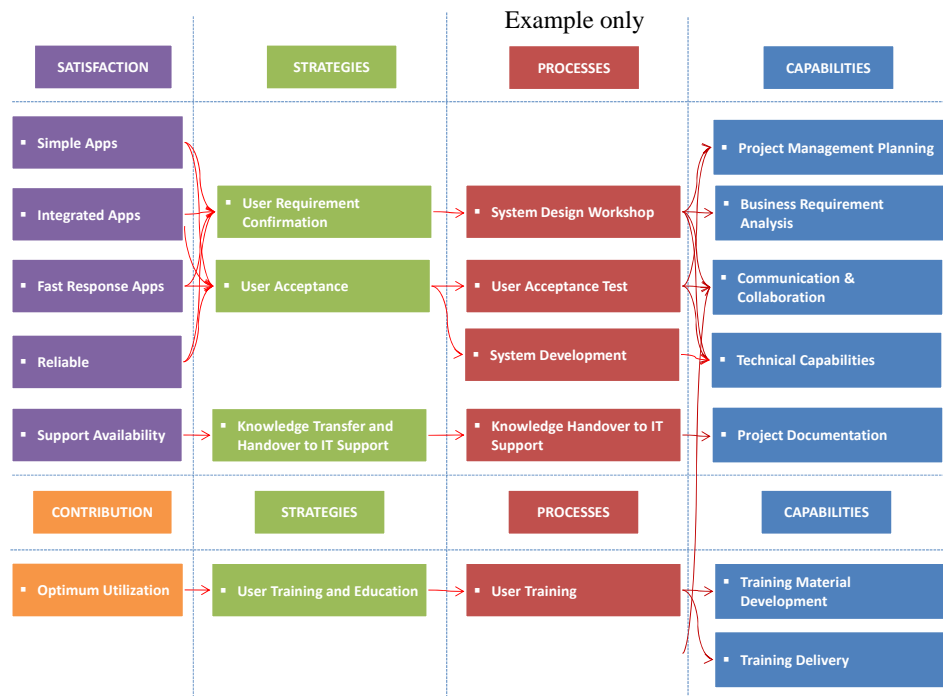 Example only
SATISFACTION
STRATEGIES
PROCESSES
CAPABILITIES
▪ Simple Apps
▪ Project Management Planning
▪ Integrated Apps
▪ User Requirement
Confirmation
▪ System Design Workshop
▪ Business Requirement
Analysis
▪ Fast Response Apps
▪ User Acceptance
▪ User Acceptance Test
▪ Communication &
Collaboration
▪ Reliable
▪ System Development
▪ Technical Capabilities
▪ Support Availability
▪ Knowledge Transfer and
Handover to IT Support
▪ Knowledge Handover to IT
Support
▪ Project Documentation
CONTRIBUTION
STRATEGIES
PROCESSES
CAPABILITIES
▪ Optimum Utilization
▪ User Training and Education
▪ User Training
▪ Training Material
Development
▪ Training Delivery